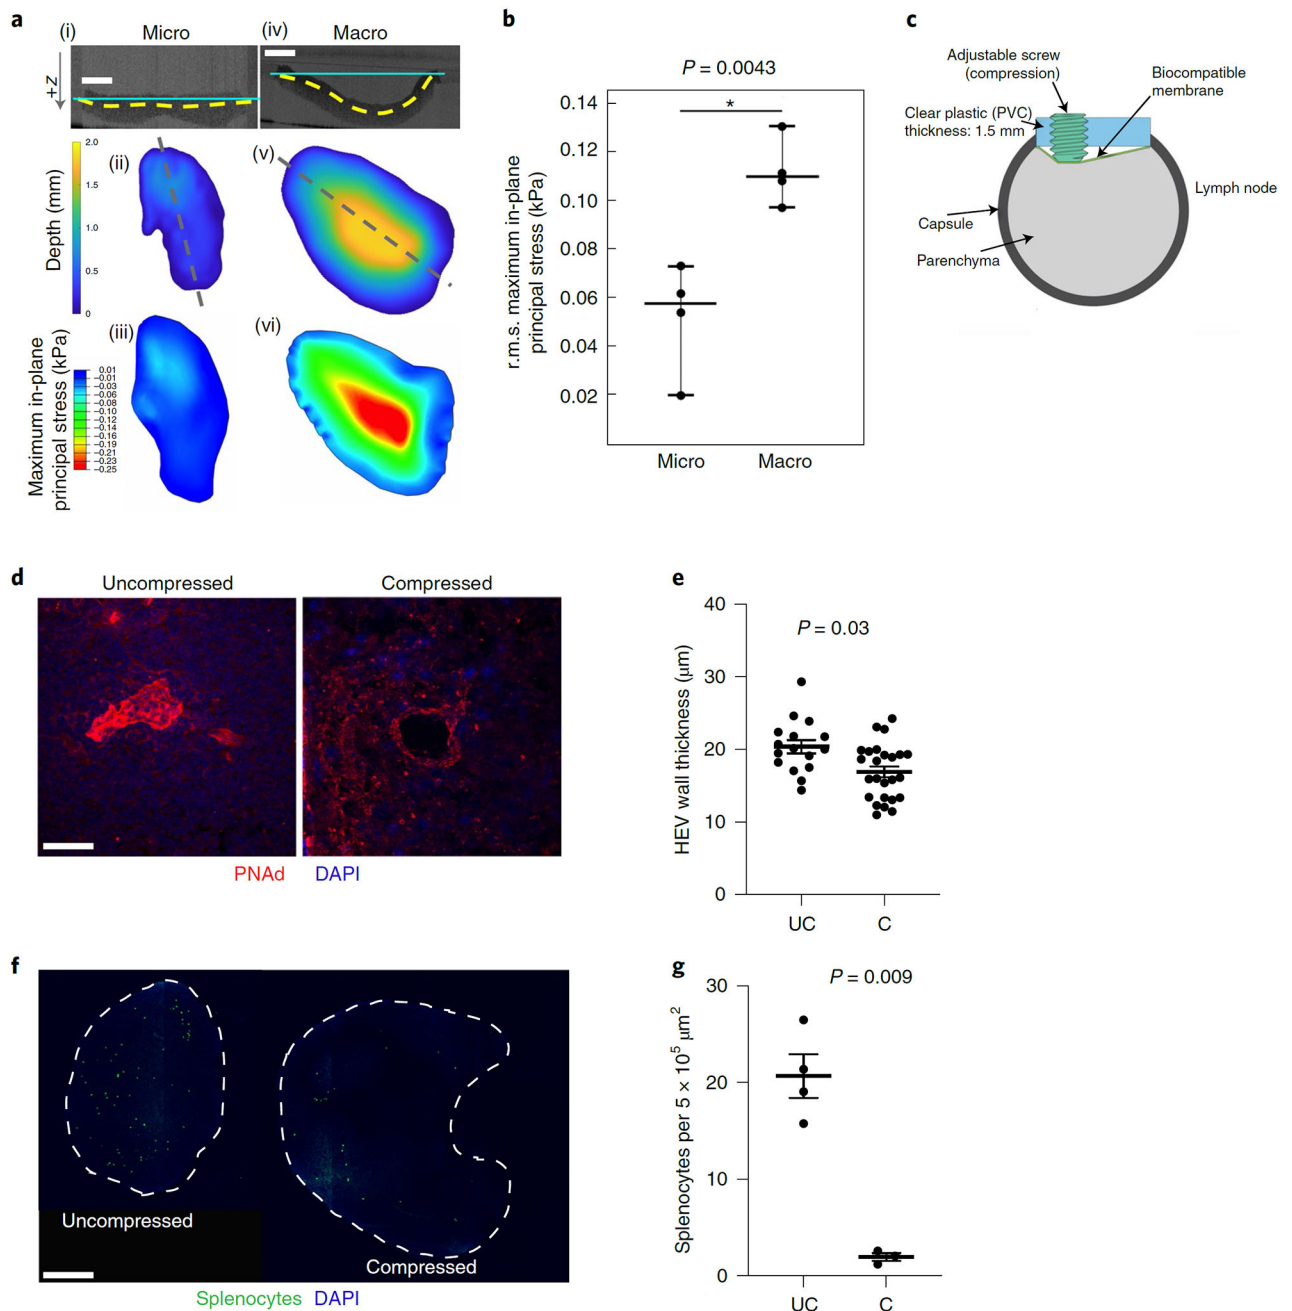 a
(i)
Micro
(iv)
Macro
+z
(ii)
(v)
Depth (mm)
2.0
1.5
1.0
0.5
0
(iii)
(vi)
Maximum in-plane
principal stress (kPa)
0.01
−0.01
−0.03
−0.06
−0.08
−0.10
−0.12
−0.14
−0.16
−0.19
−0.21
−0.23
−0.25
b
P = 0.0043
*
r.m.s. maximum in-plane
principal stress (kPa)
0.14
0.12
0.10
0.08
0.06
0.04
0.02
Micro
Macro
c
Adjustable screw
(compression)
Biocompatible
membrane
Clear plastic (PVC)
thickness: 1.5 mm
Lymph node
Capsule
Parenchyma
d
Uncompressed
Compressed
PNAd
DAPI
e
P = 0.03
HEV wall thickness (μm)
40
30
20
10
0
UC
C
f
Uncompressed
Compressed
Splenocytes DAPI
g
P = 0.009
Splenocytes per 5 × 10⁵ μm²
30
20
10
0
UC
C